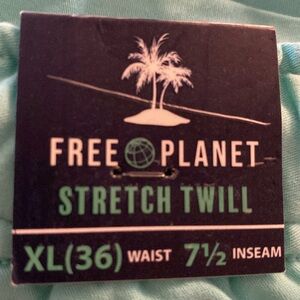 FREE PLANET
STRETCH TWILL
XL(36) WAIST 7½ INSEAM